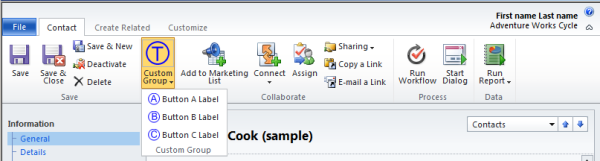 First name Last name
Adventure Works Cycle
File
Contact
Create Related
Customize
Save
Save & Close
Save & New
Deactivate
Delete
T
Custom Group
Add to Marketing List
Connect
Assign
Sharing
Copy a Link
E-mail a Link
Run Workflow
Start Dialog
Run Report
Save
Collaborate
Process
Data
A Button A Label
B Button B Label
C Button C Label
Custom Group
Information
General
Details
Cook (sample)
Contacts